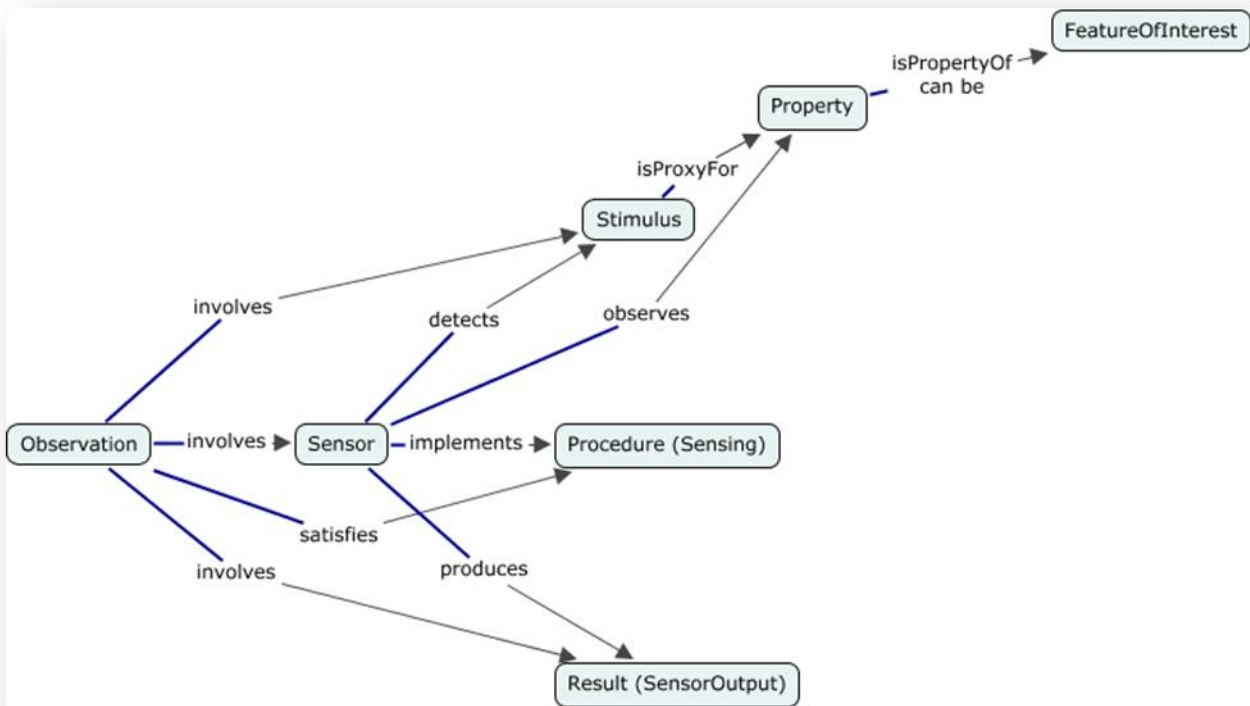 FeatureOfInterest
isPropertyOf
can be
Property
isProxyFor
Stimulus
involves
detects
observes
Observation
involves
Sensor
implements
Procedure (Sensing)
satisfies
involves
produces
Result (SensorOutput)